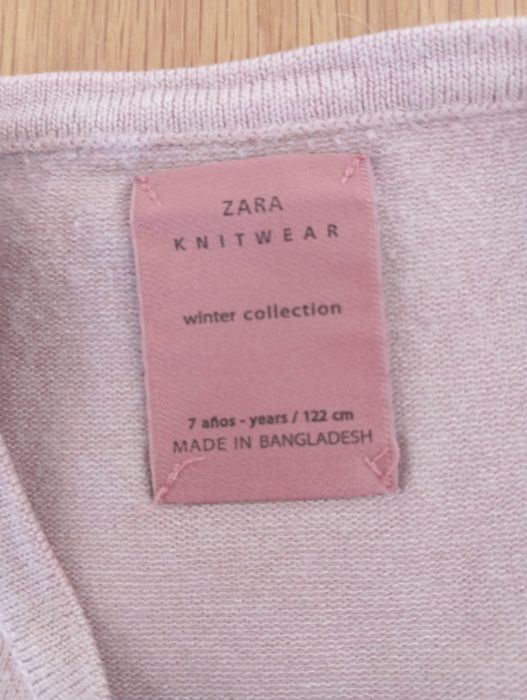 ZARA
KNITWEAR
winter collection
7 años - years / 122 cm
MADE IN BANGLADESH